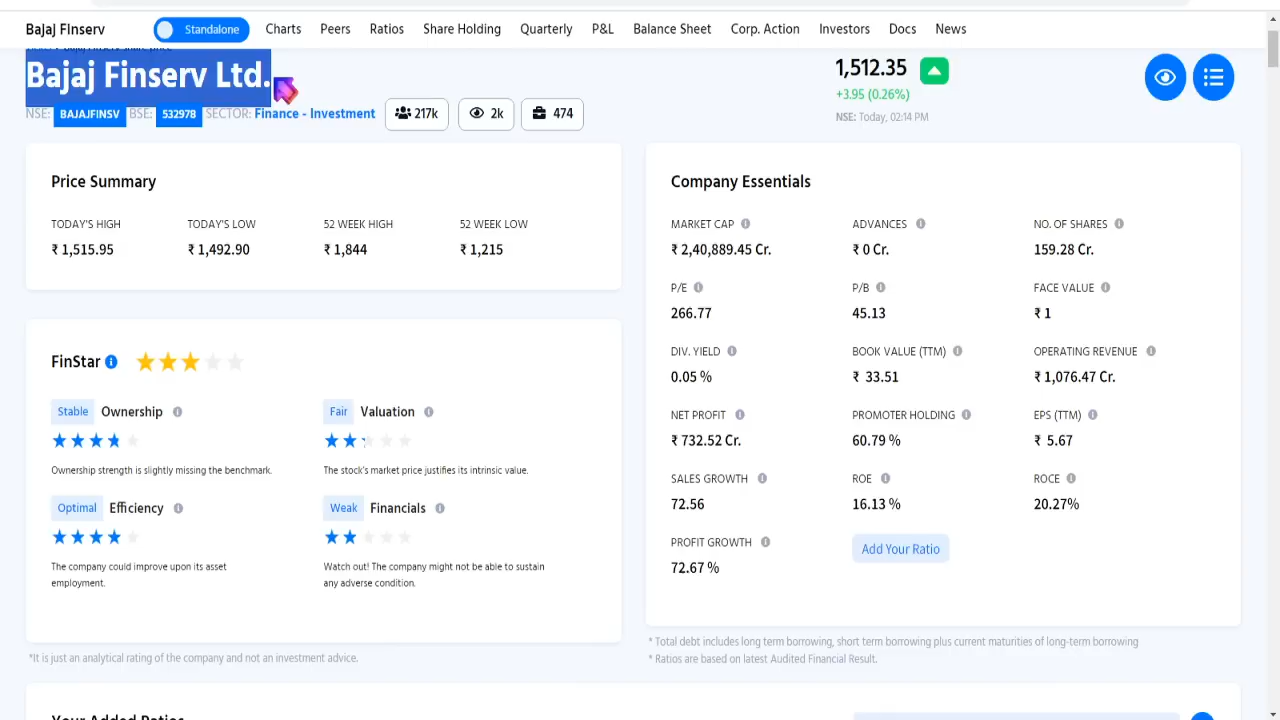 Bajaj Finserv Standalone Charts Peers Ratios Share Holding Quarterly P&L Balance Sheet Corp. Action Investors Docs News
Bajaj Finserv Ltd.
NSE: BAJAJFINSV BSE: 532978 SECTOR: Finance - Investment 217k 2k 474
1,512.35
+3.95 (0.26%)
NSE: Today, 02:14 PM
Price Summary
TODAY'S HIGH TODAY'S LOW 52 WEEK HIGH 52 WEEK LOW
₹ 1,515.95 ₹ 1,492.90 ₹ 1,844 ₹ 1,215
FinStar
Stable Ownership
Ownership strength is slightly missing the benchmark.
Fair Valuation
The stock's market price justifies its intrinsic value.
Optimal Efficiency
The company could improve upon its asset
employment.
Weak Financials
Watch out! The company might not be able to sustain
any adverse condition.
*It is just an analytical rating of the company and not an investment advice.
Company Essentials
MARKET CAP ADVANCES NO. OF SHARES
₹ 2,40,889.45 Cr. ₹ 0 Cr. 159.28 Cr.
P/E P/B FACE VALUE
266.77 45.13 ₹ 1
DIV. YIELD BOOK VALUE (TTM) OPERATING REVENUE
0.05 % ₹ 33.51 ₹ 1,076.47 Cr.
NET PROFIT PROMOTER HOLDING EPS (TTM)
₹ 732.52 Cr. 60.79 % ₹ 5.67
SALES GROWTH ROE ROCE
72.56 16.13 % 20.27%
PROFIT GROWTH
72.67 %
Add Your Ratio
* Total debt includes long term borrowing, short term borrowing plus current maturities of long-term borrowing
* Ratios are based on latest Audited Financial Result.
Your Added Ratios